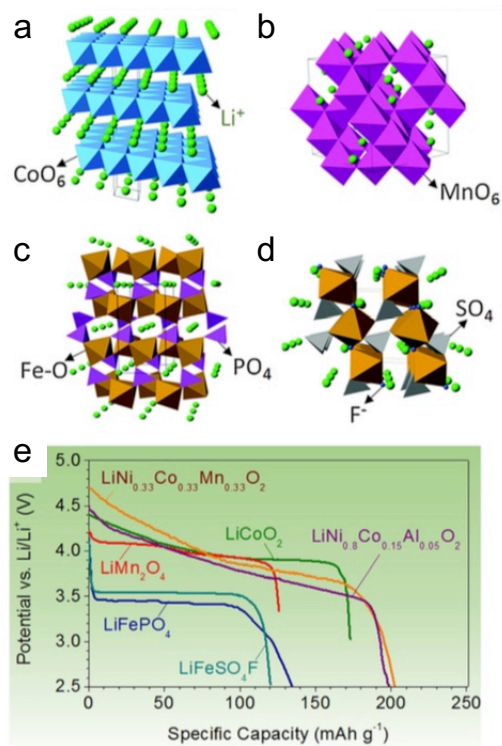 a
b
Li⁺
CoO₆
MnO₆
c
d
SO₄
Fe-O
PO₄
F⁻
e
5.0
LiNi₀.₃₃Co₀.₃₃Mn₀.₃₃O₂
4.5
LiCoO₂
LiNi₀.₈Co₀.₁₅Al₀.₀₅O₂
4.0
LiMn₂O₄
3.5
LiFePO₄
3.0
LiFeSO₄F
2.5
Potential vs. Li/Li⁺ (V)
0 50 100 150 200 250
Specific Capacity (mAh g⁻¹)